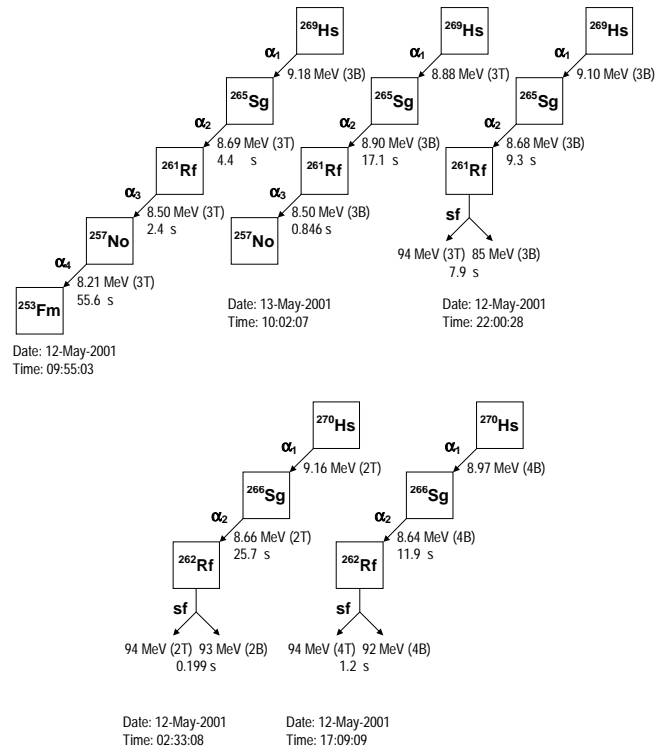 ²⁶⁹Hs
α₁
9.18 MeV (3B)
²⁶⁵Sg
α₂
8.69 MeV (3T)
4.4 s
²⁶¹Rf
α₃
8.50 MeV (3T)
2.4 s
²⁵⁷No
α₄
8.21 MeV (3T)
55.6 s
²⁵³Fm
Date: 12-May-2001
Time: 09:55:03
²⁶⁹Hs
α₁
8.88 MeV (3T)
²⁶⁵Sg
α₂
8.90 MeV (3B)
17.1 s
²⁶¹Rf
α₃
8.50 MeV (3B)
0.846 s
²⁵⁷No
Date: 13-May-2001
Time: 10:02:07
²⁶⁹Hs
α₁
9.10 MeV (3B)
²⁶⁵Sg
α₂
8.68 MeV (3B)
9.3 s
²⁶¹Rf
sf
94 MeV (3T) 85 MeV (3B)
7.9 s
Date: 12-May-2001
Time: 22:00:28
²⁷⁰Hs
α₁
9.16 MeV (2T)
²⁶⁶Sg
α₂
8.66 MeV (2T)
25.7 s
²⁶²Rf
sf
94 MeV (2T) 93 MeV (2B)
0.199 s
Date: 12-May-2001
Time: 02:33:08
²⁷⁰Hs
α₁
8.97 MeV (4B)
²⁶⁶Sg
α₂
8.64 MeV (4B)
11.9 s
²⁶²Rf
sf
94 MeV (4T) 92 MeV (4B)
1.2 s
Date: 12-May-2001
Time: 17:09:09